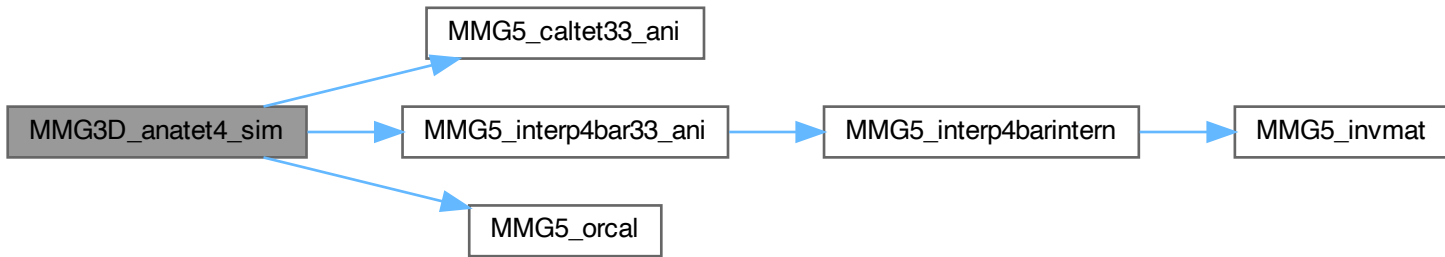 MMG5_caltet33_ani
MMG3D_anatet4_sim
MMG5_interp4bar33_ani
MMG5_interp4barintern
MMG5_invmat
MMG5_orcal